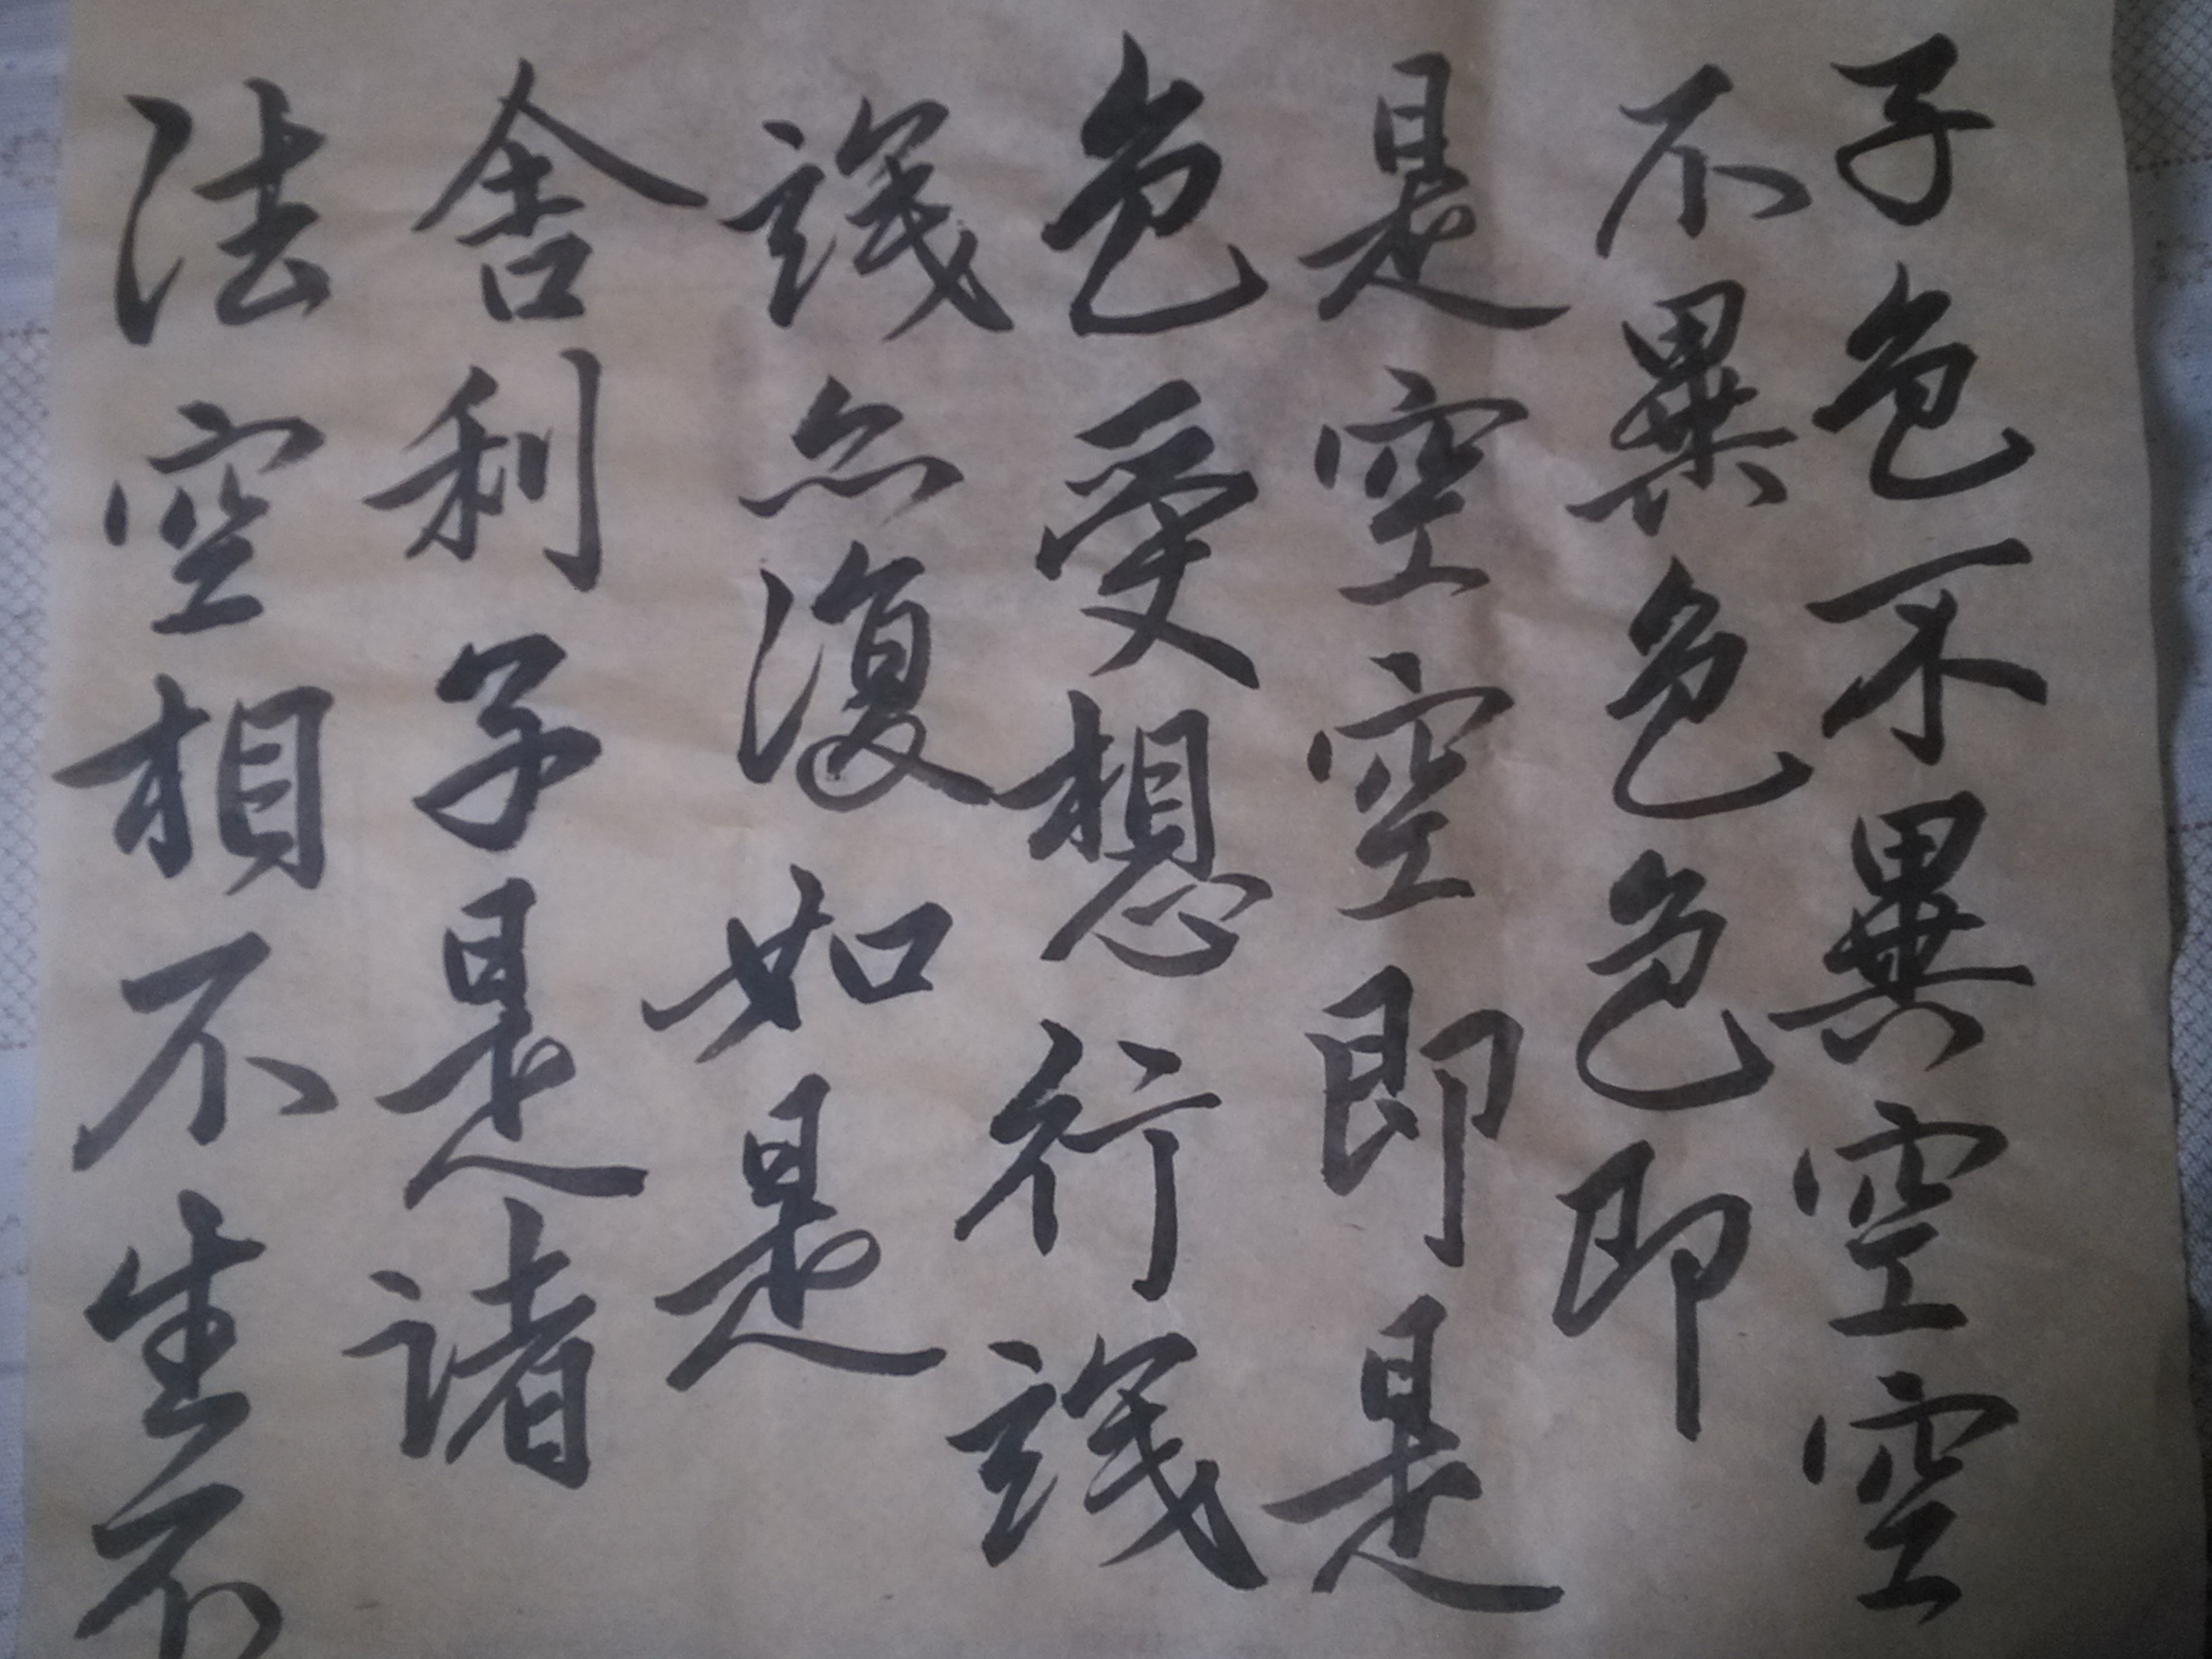 子色不異空空
不異色色即
是空空即是
色受想行識
識亦復如是
舍利子是諸
法空相不生不